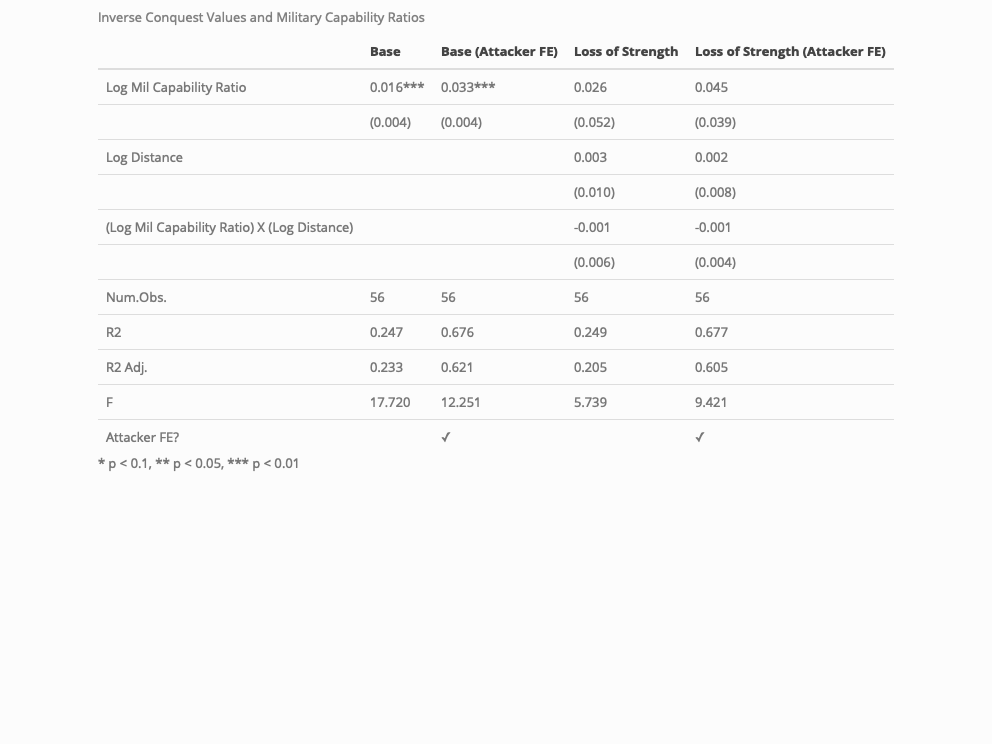 Inverse Conquest Values and Military Capability Ratios
Base Base (Attacker FE) Loss of Strength Loss of Strength (Attacker FE)
Log Mil Capability Ratio 0.016*** 0.033*** 0.026 0.045
(0.004) (0.004) (0.052) (0.039)
Log Distance 0.003 0.002
(0.010) (0.008)
(Log Mil Capability Ratio) X (Log Distance) -0.001 -0.001
(0.006) (0.004)
Num.Obs. 56 56 56 56
R2 0.247 0.676 0.249 0.677
R2 Adj. 0.233 0.621 0.205 0.605
F 17.720 12.251 5.739 9.421
Attacker FE? ✓ ✓
* p < 0.1, ** p < 0.05, *** p < 0.01